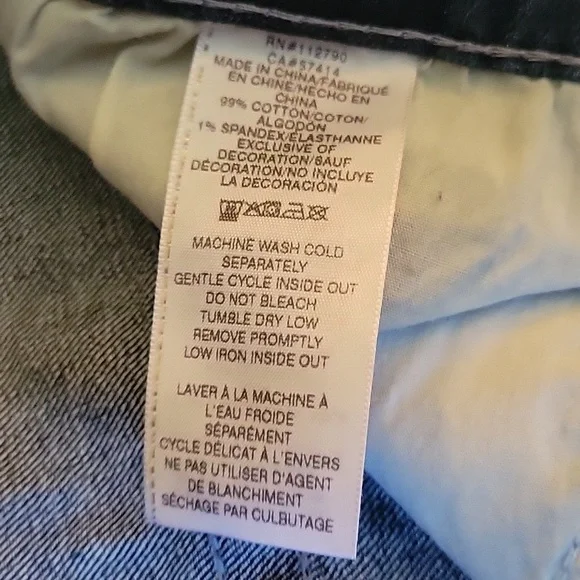 RN#112790
CA#57414
MADE IN CHINA/FABRIQUÉ
EN CHINE/HECHO EN
CHINA
99% COTTON/COTON/
ALGODÓN
1% SPANDEX/ÉLASTHANNE
EXCLUSIVE OF
DECORATION/SAUF
DÉCORATION/NO INCLUYE
LA DECORACIÓN
MACHINE WASH COLD
SEPARATELY
GENTLE CYCLE INSIDE OUT
DO NOT BLEACH
TUMBLE DRY LOW
REMOVE PROMPTLY
LOW IRON INSIDE OUT
LAVER À LA MACHINE À
L'EAU FROIDE
SÉPARÉMENT
CYCLE DÉLICAT À L'ENVERS
NE PAS UTILISER D'AGENT
DE BLANCHIMENT
SÉCHAGE PAR CULBUTAGE